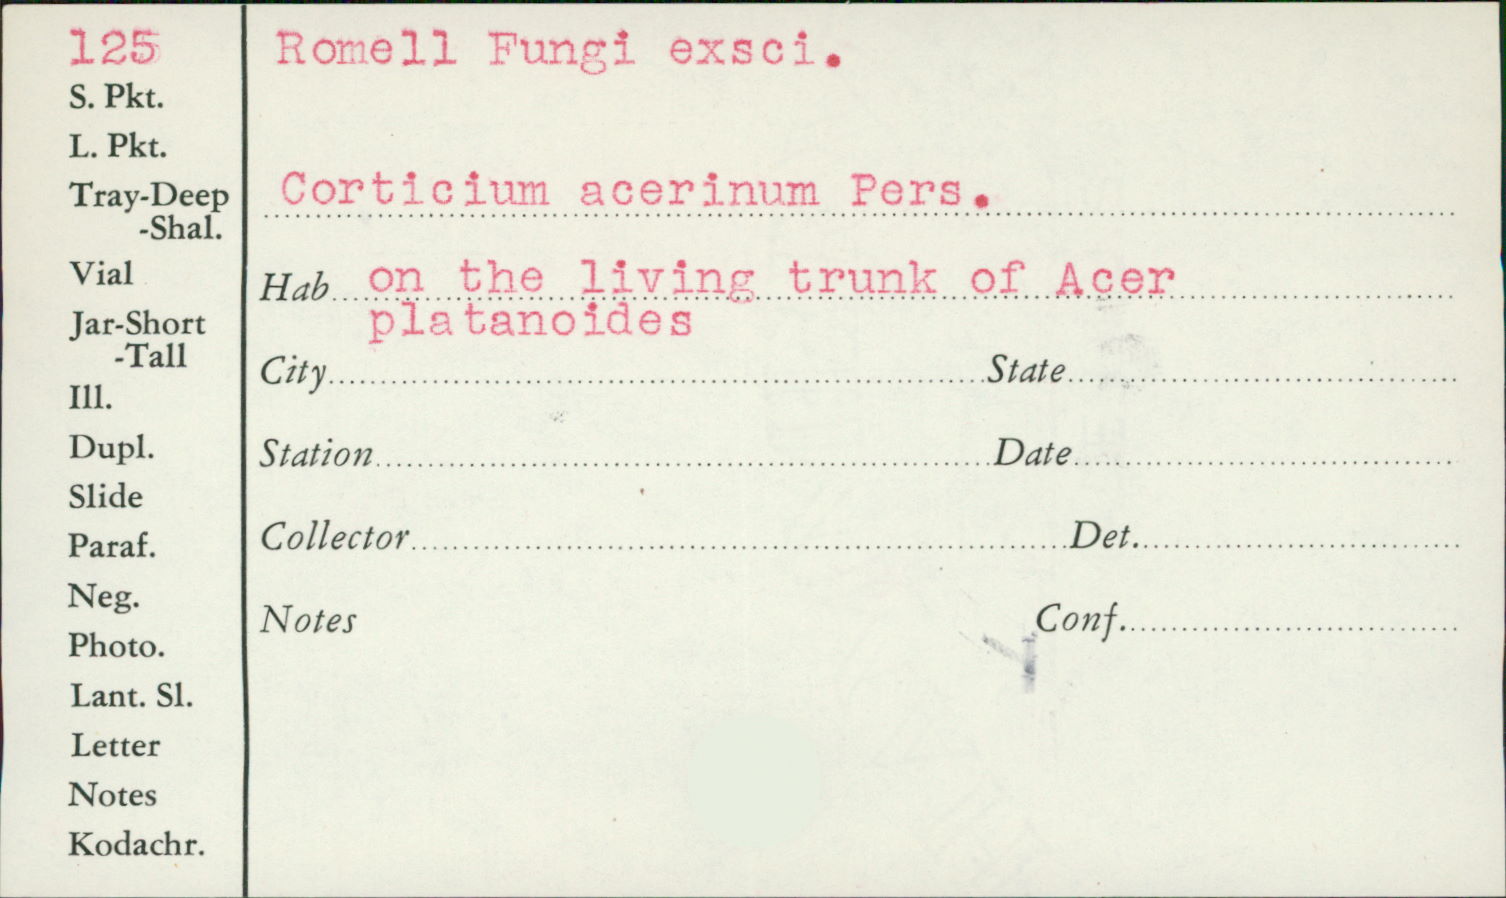 125
S. Pkt.
L. Pkt.
Tray-Deep
-Shal.
Vial
Jar-Short
-Tall
Ill.
Dupl.
Slide
Paraf.
Neg.
Photo.
Lant. Sl.
Letter
Notes
Kodachr.
Romell Fungi exsci.
Corticium acerinum Pers.
Hab on the living trunk of Acer
platanoides
City State
Station Date
Collector Det.
Notes Conf.